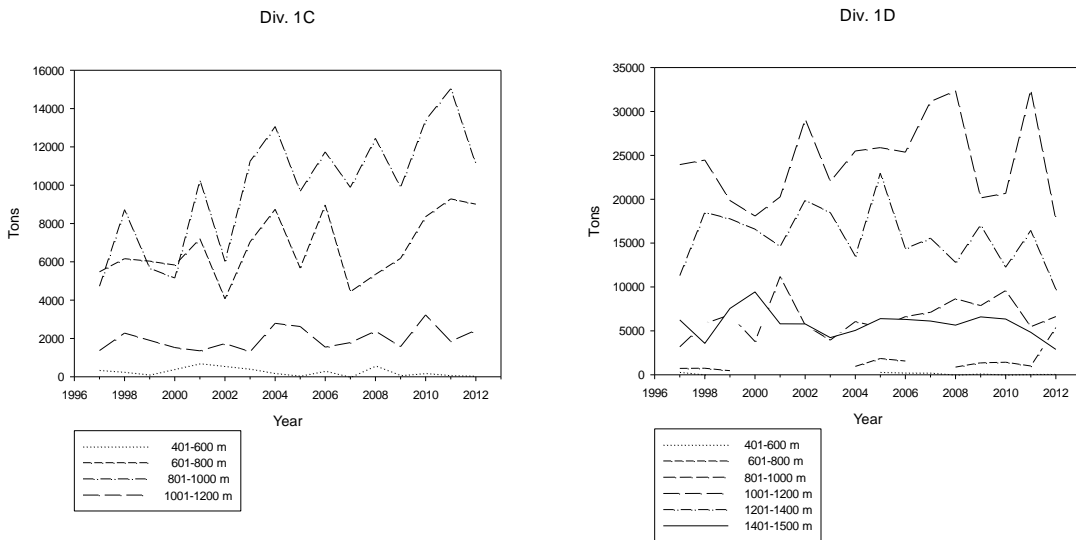 Div. 1C
16000
14000
12000
10000
8000
6000
4000
2000
0
Tons
1996 1998 2000 2002 2004 2006 2008 2010 2012
Year
401-600 m
601-800 m
801-1000 m
1001-1200 m
Div. 1D
35000
30000
25000
20000
15000
10000
5000
0
Tons
1996 1998 2000 2002 2004 2006 2008 2010 2012
Year
401-600 m
601-800 m
801-1000 m
1001-1200 m
1201-1400 m
1401-1500 m